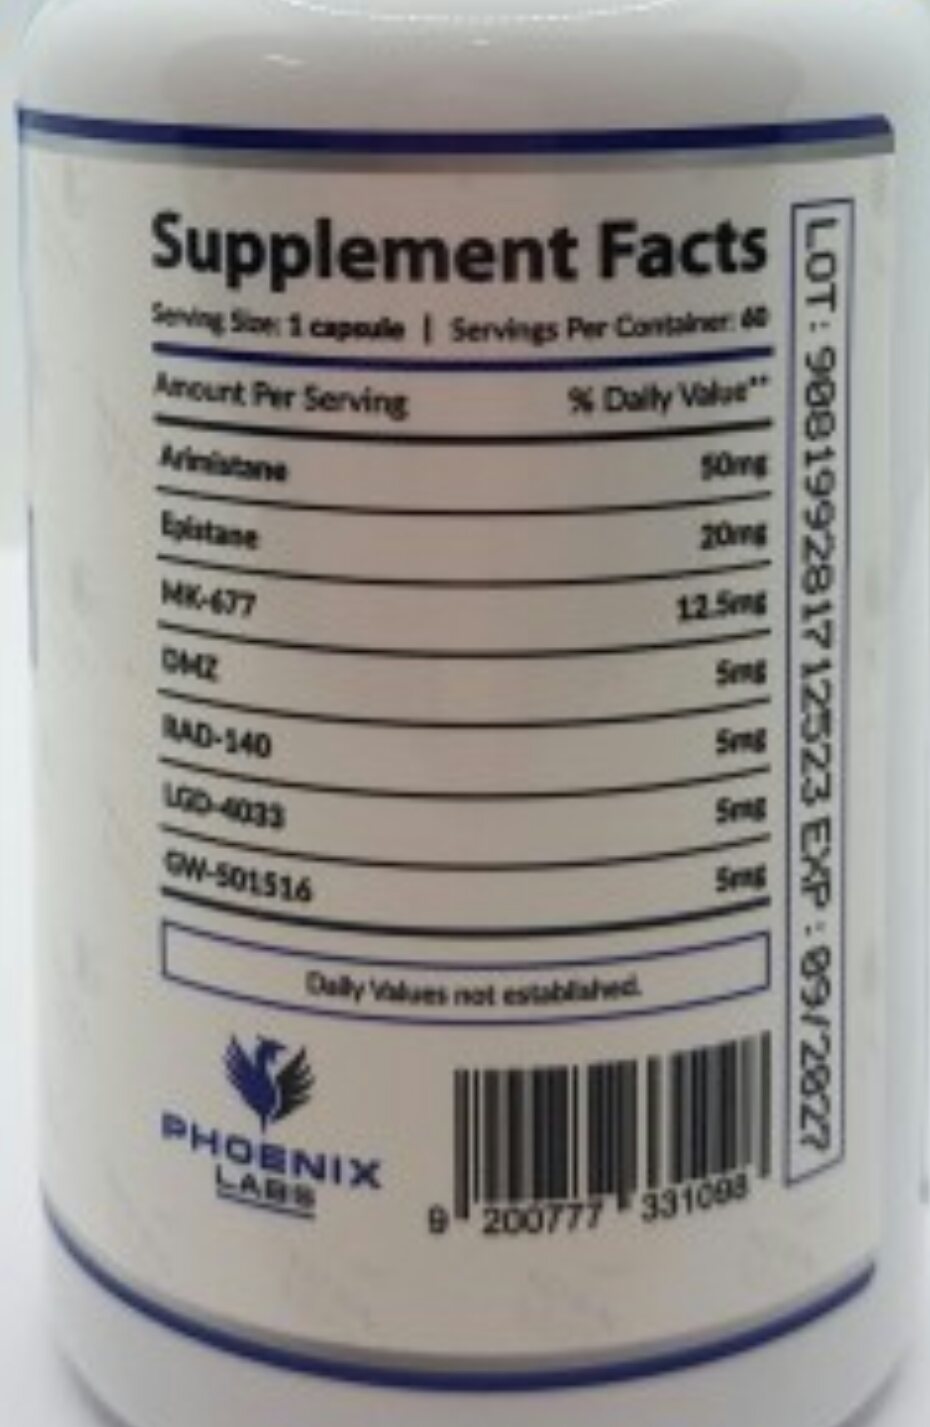 Supplement Facts
Serving Size: 1 capsule | Servings Per Container: 60
Amount Per Serving % Daily Value**
Arimistane 50mg
Epistane 20mg
MK-677 12.5mg
DMZ 5mg
RAD-140 5mg
LGD-4033 5mg
GW-501516 5mg
Daily Values not established.
PHOENIX
LABS
9 200777 331098
LOT: 908199281712523 EXP: 09/2027